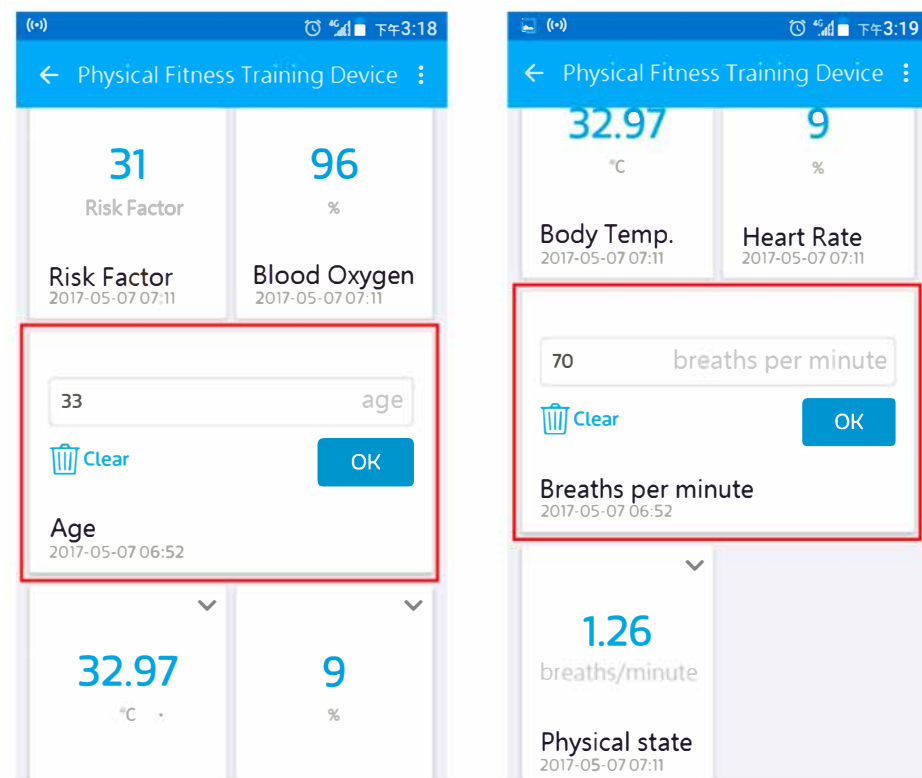 4G 下午3:18
Physical Fitness Training Device
31
Risk Factor
Risk Factor
2017-05-07 07:11
96
%
Blood Oxygen
2017-05-07 07:11
33 age
Clear OK
Age
2017-05-07 06:52
32.97
°C
9
%
4G 下午3:19
Physical Fitness Training Device
32.97
°C
Body Temp.
2017-05-07 07:11
9
%
Heart Rate
2017-05-07 07:11
70 breaths per minute
Clear OK
Breaths per minute
2017-05-07 06:52
1.26
breaths/minute
Physical state
2017-05-07 07:11